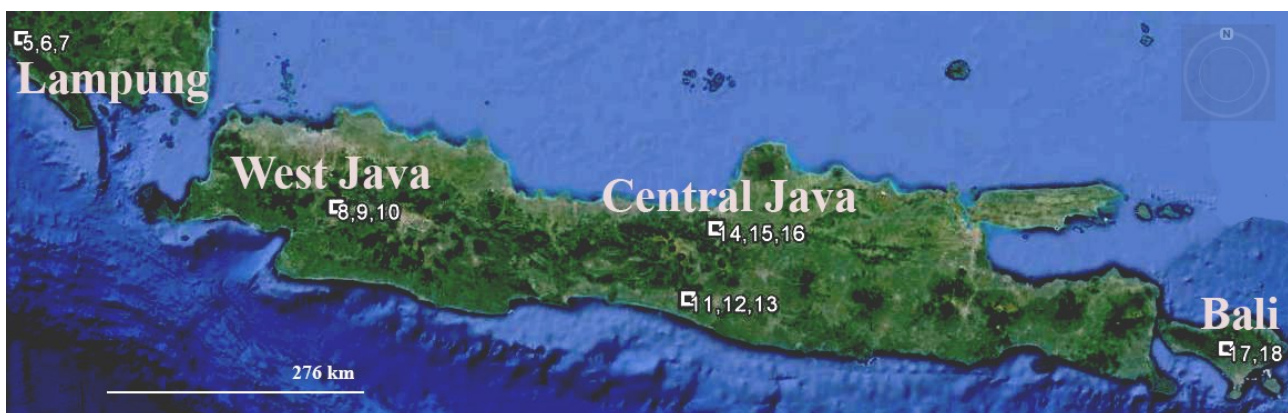 N
5,6,7
Lampung
West Java
8,9,10
Central Java
14,15,16
11,12,13
Bali
17,18
276 km